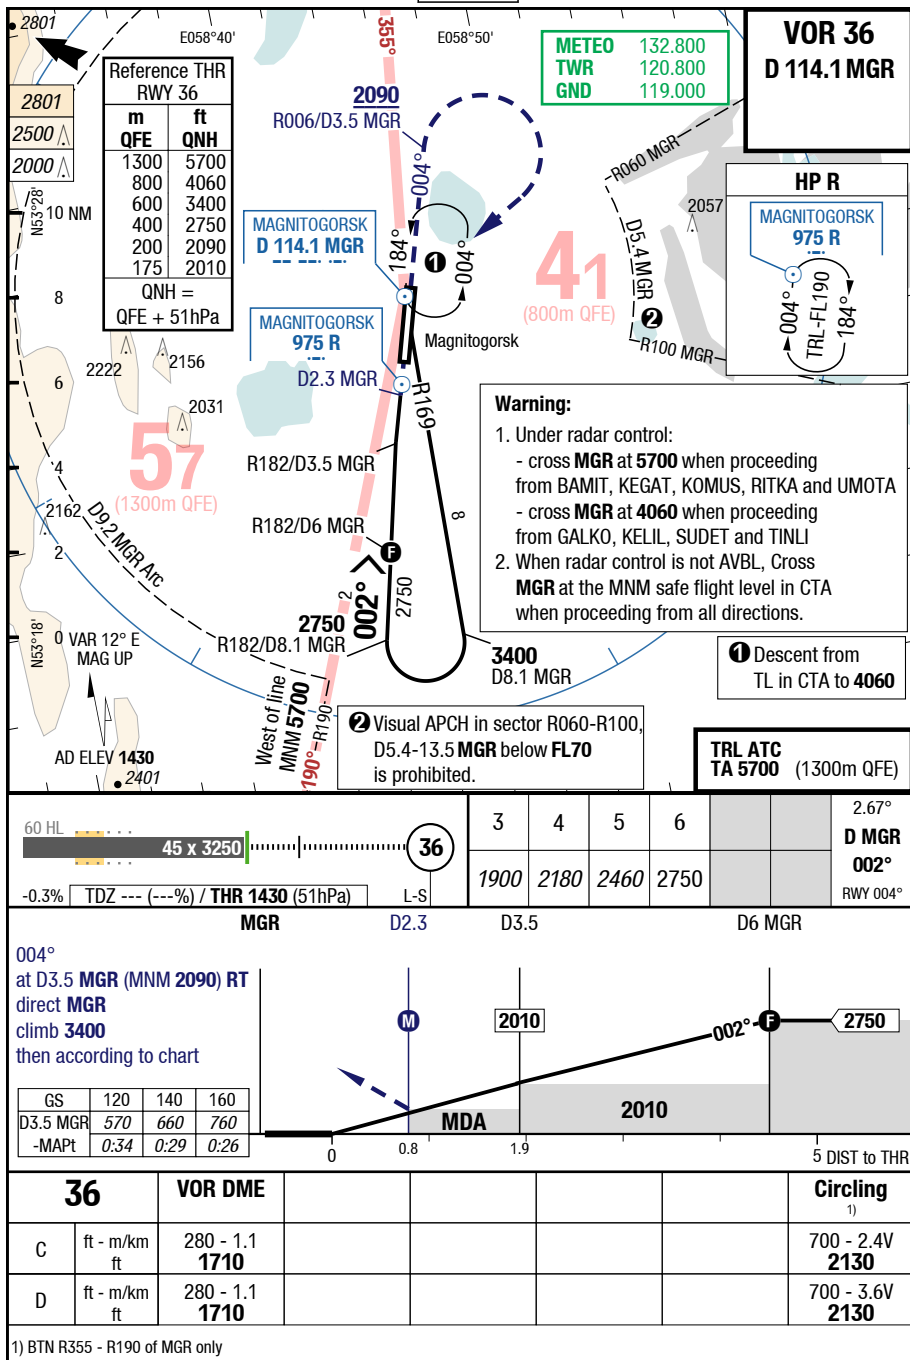 2801
E058°40'
355°
E058°50'
METEO 132.800
TWR 120.800
GND 119.000
VOR 36
D 114.1 MGR
2801
2500
2000
Reference THR
RWY 36
m ft
QFE QNH
1300 5700
800 4060
600 3400
400 2750
200 2090
175 2010
QNH =
QFE + 51hPa
2090
R006/D3.5 MGR
004°
R060 MGR
2057
D5.4 MGR
❷
R100 MGR
HP R
MAGNITOGORSK
975 R
004°
TRL-FL190
184°
N53°28'
10 NM
8
6
4
2
0
MAGNITOGORSK
D 114.1 MGR
184°
❶
004°
41
(800m QFE)
MAGNITOGORSK
975 R
Magnitogorsk
D2.3 MGR
R169
2222
2156
2031
57
(1300m QFE)
2162
D9.2 MGR Arc
R182/D3.5 MGR
8
R182/D6 MGR
F
2
002°
2750
2750
R182/D8.1 MGR
3400
D8.1 MGR
Warning:
1. Under radar control:
- cross MGR at 5700 when proceeding
from BAMIT, KEGAT, KOMUS, RITKA and UMOTA
- cross MGR at 4060 when proceeding
from GALKO, KELIL, SUDET and TINLI
2. When radar control is not AVBL, Cross
MGR at the MNM safe flight level in CTA
when proceeding from all directions.
N53°18'
VAR 12° E
MAG UP
AD ELEV 1430
2401
West of line
MNM 5700
190°
R190
❶ Descent from
TL in CTA to 4060
❷ Visual APCH in sector R060-R100,
D5.4-13.5 MGR below FL70
is prohibited.
TRL ATC
TA 5700 (1300m QFE)
60 HL
45 x 3250
36
-0.3% TDZ --- (---%) / THR 1430 (51hPa) L-S
3 4 5 6
1900 2180 2460 2750
2.67°
D MGR
002°
RWY 004°
MGR D2.3 D3.5 D6 MGR
004°
at D3.5 MGR (MNM 2090) RT
direct MGR
climb 3400
then according to chart
M
2010
002°
F
2750
MDA
2010
0 0.8 1.9 5 DIST to THR
GS 120 140 160
D3.5 MGR 570 660 760
-MAPt 0:34 0:29 0:26
36 VOR DME Circling
1)
C ft - m/km 280 - 1.1 700 - 2.4V
ft 1710 2130
D ft - m/km 280 - 1.1 700 - 3.6V
ft 1710 2130
1) BTN R355 - R190 of MGR only